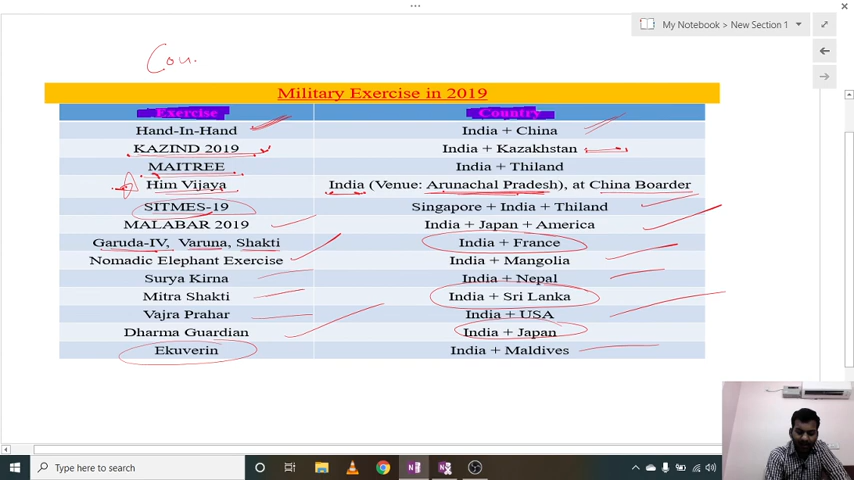 My Notebook > New Section 1
Cou
Military Exercise in 2019
Exercise Country
Hand-In-Hand India + China
KAZIND 2019 India + Kazakhstan
MAITREE India + Thiland
Him Vijaya India (Venue: Arunachal Pradesh), at China Boarder
SITMES-19 Singapore + India + Thiland
MALABAR 2019 India + Japan + America
Garuda-IV, Varuna, Shakti India + France
Nomadic Elephant Exercise India + Mangolia
Surya Kirna India + Nepal
Mitra Shakti India + Sri Lanka
Vajra Prahar India + USA
Dharma Guardian India + Japan
Ekuverin India + Maldives
Type here to search